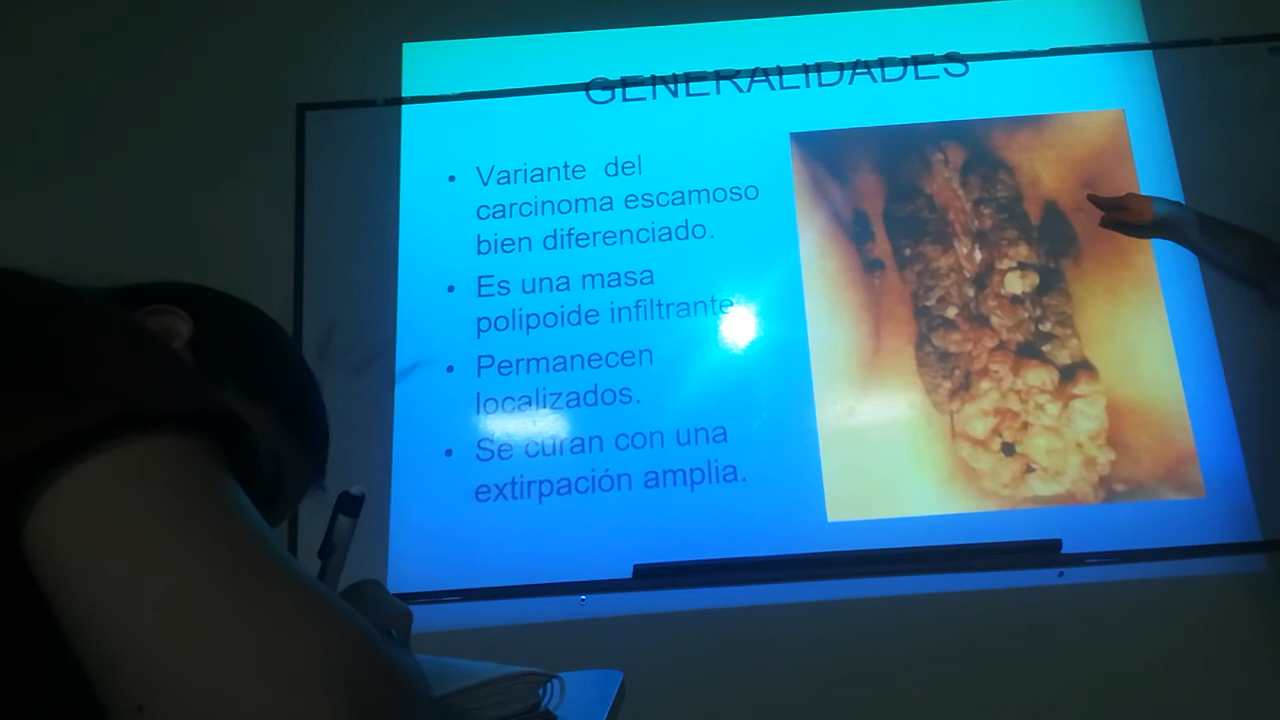 GENERALIDADES
• Variante del
carcinoma escamoso
bien diferenciado.
• Es una masa
polipoide infiltrante
• Permanecen
localizados.
• Se curan con una
extirpación amplia.